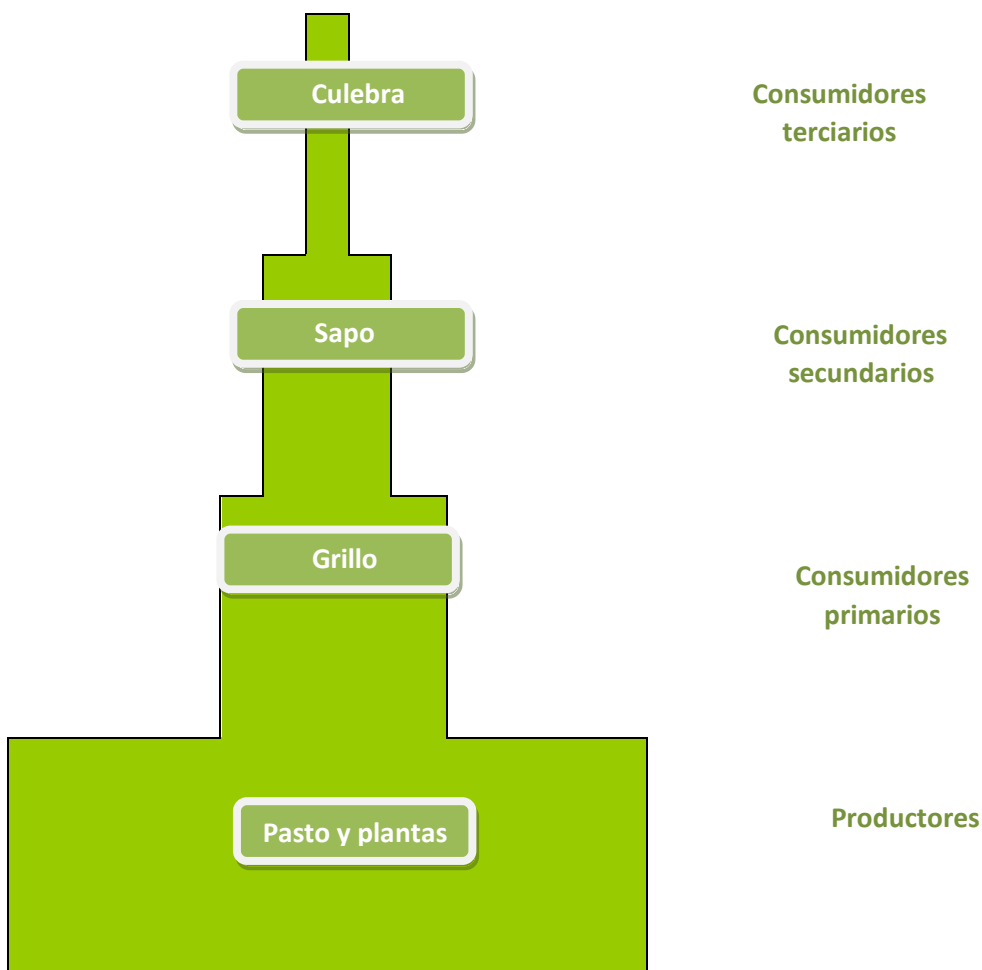 Culebra
Consumidores
terciarios
Sapo
Consumidores
secundarios
Grillo
Consumidores
primarios
Pasto y plantas
Productores